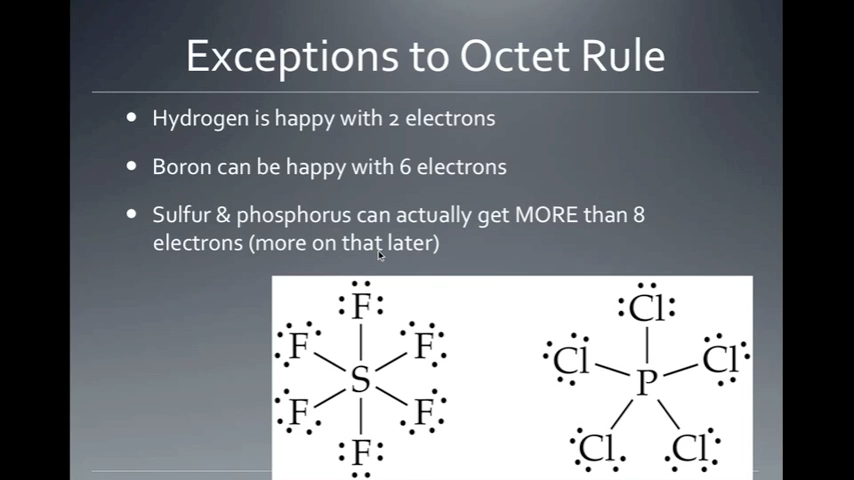 Exceptions to Octet Rule
• Hydrogen is happy with 2 electrons
• Boron can be happy with 6 electrons
• Sulfur & phosphorus can actually get MORE than 8
electrons (more on that later)
F
Cl
F F
Cl Cl
S
P
F F
Cl Cl
F